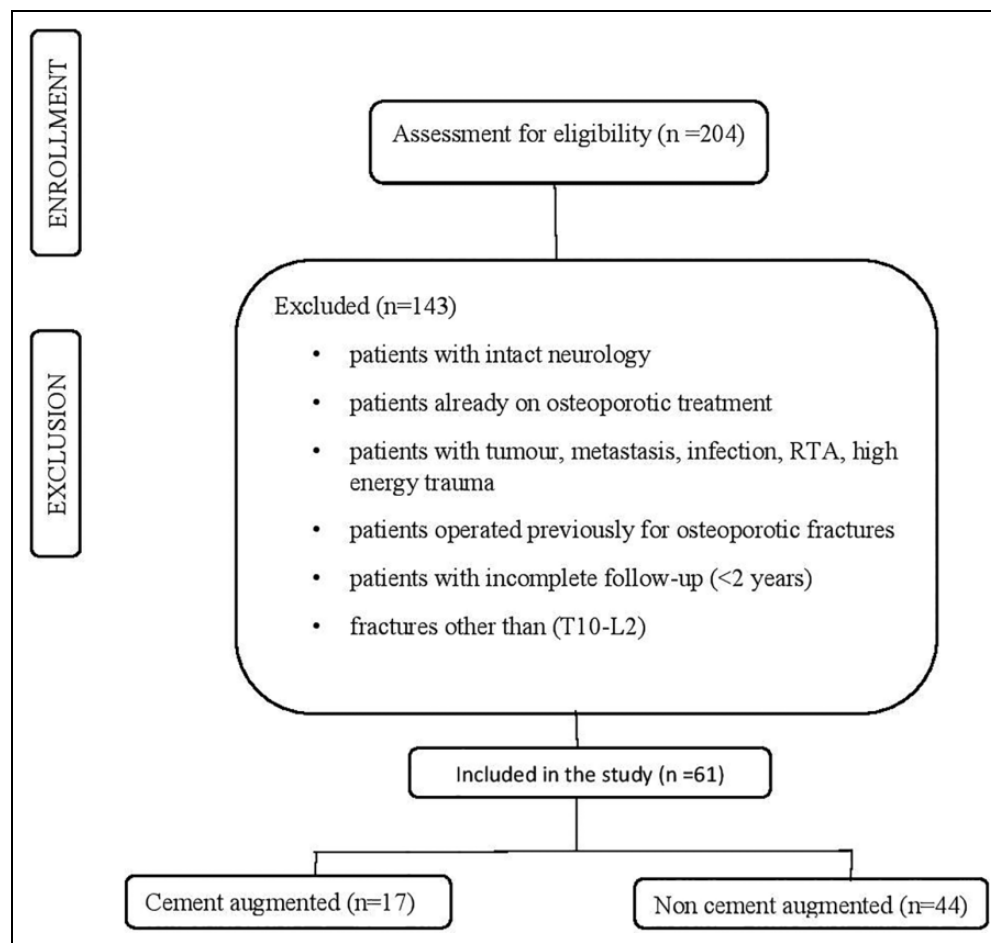 ENROLLMENT
Assessment for eligibility (n =204)
EXCLUSION
Excluded (n=143)
• patients with intact neurology
• patients already on osteoporotic treatment
• patients with tumour, metastasis, infection, RTA, high
energy trauma
• patients operated previously for osteoporotic fractures
• patients with incomplete follow-up (<2 years)
• fractures other than (T10-L2)
Included in the study (n =61)
Cement augmented (n=17)
Non cement augmented (n=44)